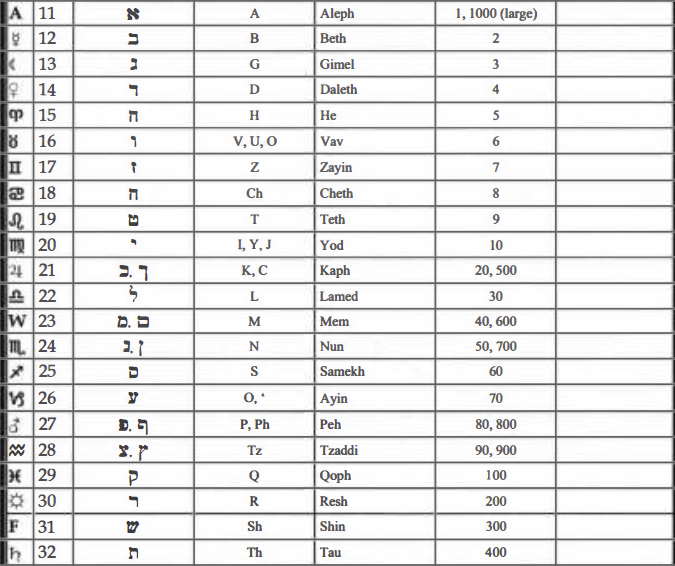 A 11 א A Aleph 1, 1000 (large)
☿ 12 ב B Beth 2
☾ 13 ג G Gimel 3
♀ 14 ד D Daleth 4
♈ 15 ה H He 5
♉ 16 ו V, U, O Vav 6
♊ 17 ז Z Zayin 7
♋ 18 ח Ch Cheth 8
♌ 19 ט T Teth 9
♍ 20 י I, Y, J Yod 10
♃ 21 כ, ך K, C Kaph 20, 500
♎ 22 ל L Lamed 30
W 23 מ, ם M Mem 40, 600
♏ 24 נ, ן N Nun 50, 700
♐ 25 ס S Samekh 60
♑ 26 ע O, ‘ Ayin 70
♂ 27 פ, ף P, Ph Peh 80, 800
♒ 28 צ, ץ Tz Tzaddi 90, 900
♓ 29 ק Q Qoph 100
☼ 30 ר R Resh 200
F 31 ש Sh Shin 300
♄ 32 ת Th Tau 400